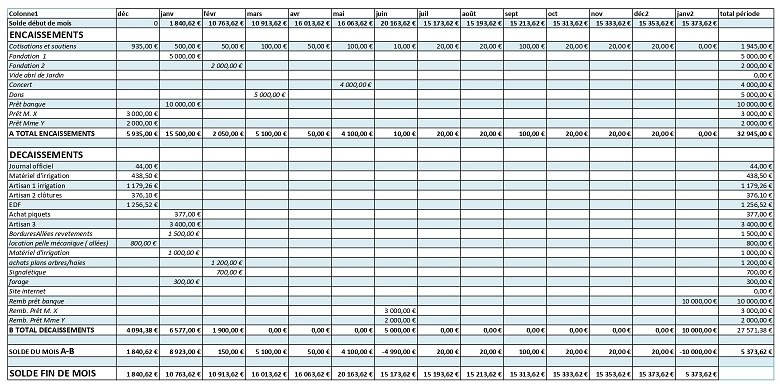 Colonne1 déc janv févr mars avr mai juin juil août sept oct nov déc2 janv2 total période
Solde début de mois 0 1 840,62 € 10 763,62 € 10 913,62 € 16 013,62 € 16 063,62 € 20 163,62 € 15 173,62 € 15 193,62 € 15 213,62 € 15 313,62 € 15 333,62 € 15 353,62 € 15 373,62 €
ENCAISSEMENTS
Cotisations et soutiens 935,00 € 500,00 € 50,00 € 100,00 € 50,00 € 100,00 € 10,00 € 20,00 € 20,00 € 100,00 € 20,00 € 20,00 € 20,00 € 0,00 € 1 945,00 €
Fondation 1 5 000,00 € 5 000,00 €
Fondation 2 2 000,00 € 2 000,00 €
Vide abri de Jardin 0,00 €
Concert 4 000,00 € 4 000,00 €
Dons 5 000,00 € 5 000,00 €
Prêt banque 10 000,00 € 10 000,00 €
Prêt M. X 3 000,00 € 3 000,00 €
Prêt Mme Y 2 000,00 € 2 000,00 €
A TOTAL ENCAISSEMENTS 5 935,00 € 15 500,00 € 2 050,00 € 5 100,00 € 50,00 € 4 100,00 € 10,00 € 20,00 € 20,00 € 100,00 € 20,00 € 20,00 € 20,00 € 0,00 € 32 945,00 €
DECAISSEMENTS
Journal officiel 44,00 € 44,00 €
Matériel d'irrigation 438,50 € 438,50 €
Artisan 1 irrigation 1 179,26 € 1 179,26 €
Artisan 2 clôtures 376,10 € 376,10 €
EDF 1 256,52 € 1 256,52 €
Achat piquets 377,00 € 377,00 €
Artisan 3 3 400,00 € 3 400,00 €
BorduresAllées revetements 1 500,00 € 1 500,00 €
location pelle mécanique ( allées) 800,00 € 800,00 €
Matériel d'irrigation 1 000,00 € 1 000,00 €
achats plans arbres/haies 1 200,00 € 1 200,00 €
Signalétique 700,00 € 700,00 €
forage 300,00 € 300,00 €
Site internet 0,00 €
Remb prêt banque 10 000,00 € 10 000,00 €
Remb. Prêt M. X 3 000,00 € 3 000,00 €
Remb. Prêt Mme Y 2 000,00 € 2 000,00 €
B TOTAL DECAISSEMENTS 4 094,38 € 6 577,00 € 1 900,00 € 0,00 € 0,00 € 0,00 € 5 000,00 € 0,00 € 0,00 € 0,00 € 0,00 € 0,00 € 0,00 € 10 000,00 € 27 571,38 €
SOLDE DU MOIS A-B 1 840,62 € 8 923,00 € 150,00 € 5 100,00 € 50,00 € 4 100,00 € -4 990,00 € 20,00 € 20,00 € 100,00 € 20,00 € 20,00 € 20,00 € -10 000,00 € 5 373,62 €
SOLDE FIN DE MOIS 1 840,62 € 10 763,62 € 10 913,62 € 16 013,62 € 16 063,62 € 20 163,62 € 15 173,62 € 15 193,62 € 15 213,62 € 15 313,62 € 15 333,62 € 15 353,62 € 15 373,62 € 5 373,62 €